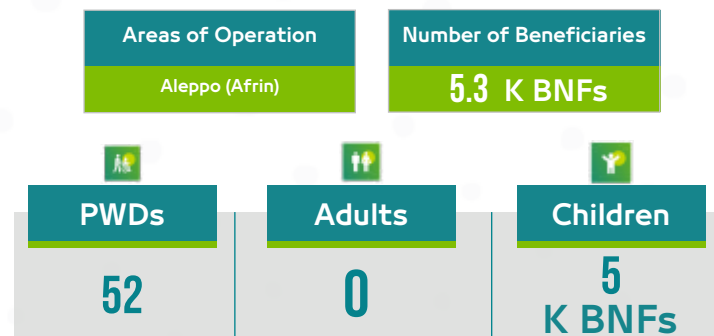 Areas of Operation
Aleppo (Afrin)
Number of Beneficiaries
5.3 K BNFs
PWDs
52
Adults
0
Children
5
K BNFs